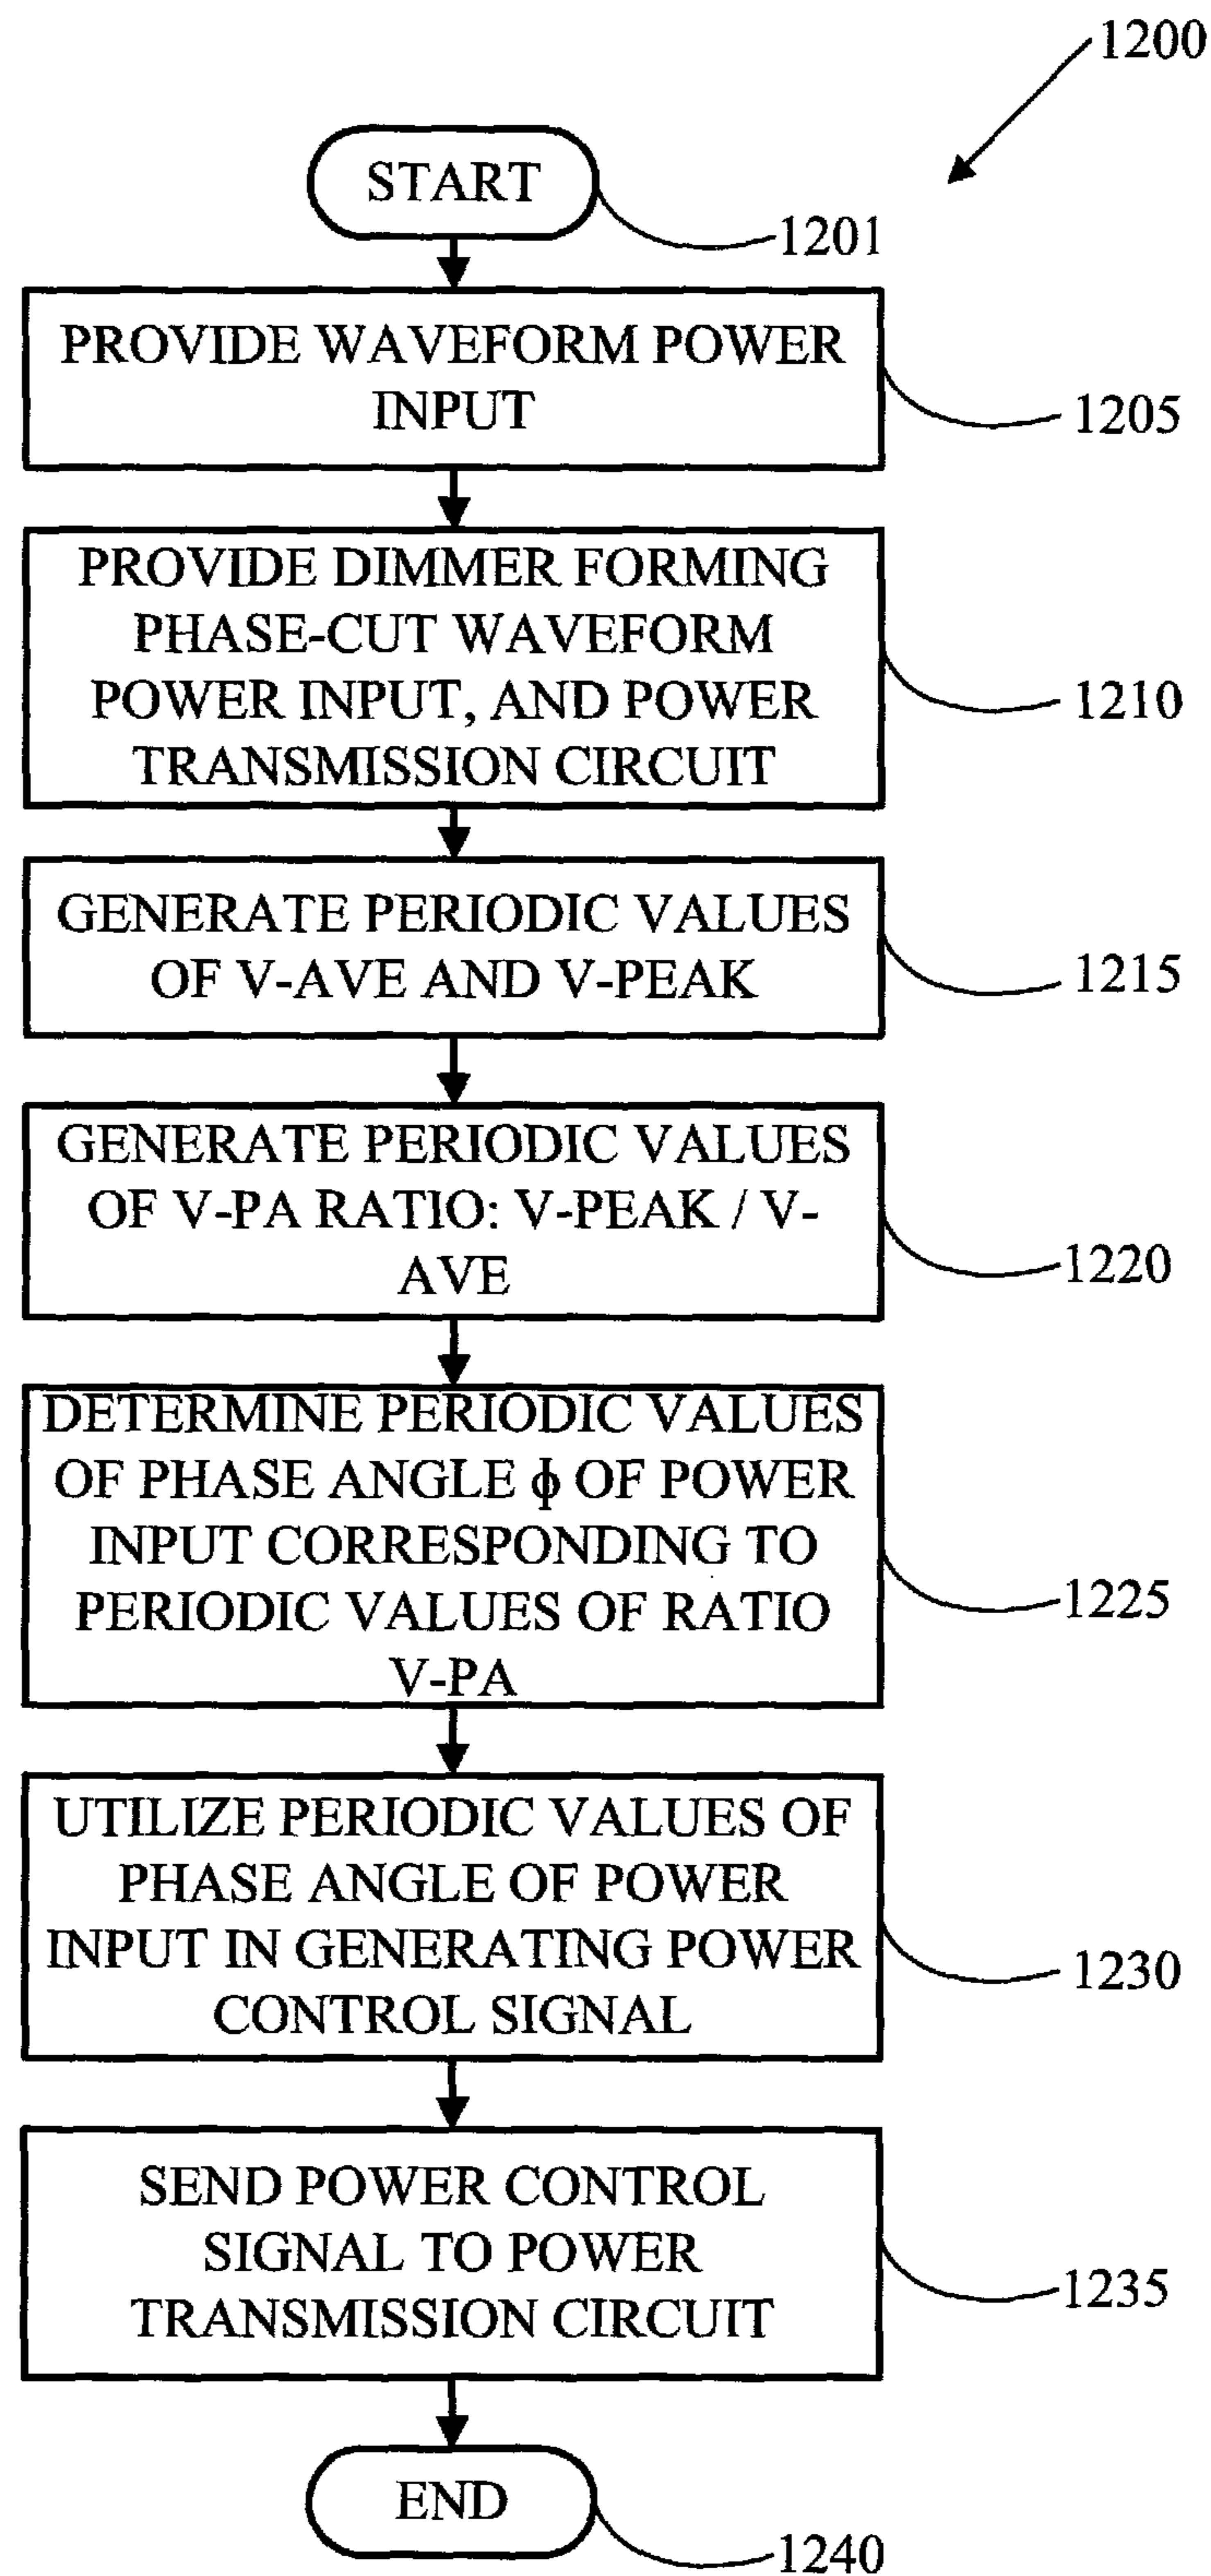 1200
START
1201
PROVIDE WAVEFORM POWER
INPUT
1205
PROVIDE DIMMER FORMING
PHASE-CUT WAVEFORM
POWER INPUT, AND POWER
TRANSMISSION CIRCUIT
1210
GENERATE PERIODIC VALUES
OF V-AVE AND V-PEAK
1215
GENERATE PERIODIC VALUES
OF V-PA RATIO: V-PEAK / V-
AVE
1220
DETERMINE PERIODIC VALUES
OF PHASE ANGLE ϕ OF POWER
INPUT CORRESPONDING TO
PERIODIC VALUES OF RATIO
V-PA
1225
UTILIZE PERIODIC VALUES OF
PHASE ANGLE OF POWER
INPUT IN GENERATING POWER
CONTROL SIGNAL
1230
SEND POWER CONTROL
SIGNAL TO POWER
TRANSMISSION CIRCUIT
1235
END
1240